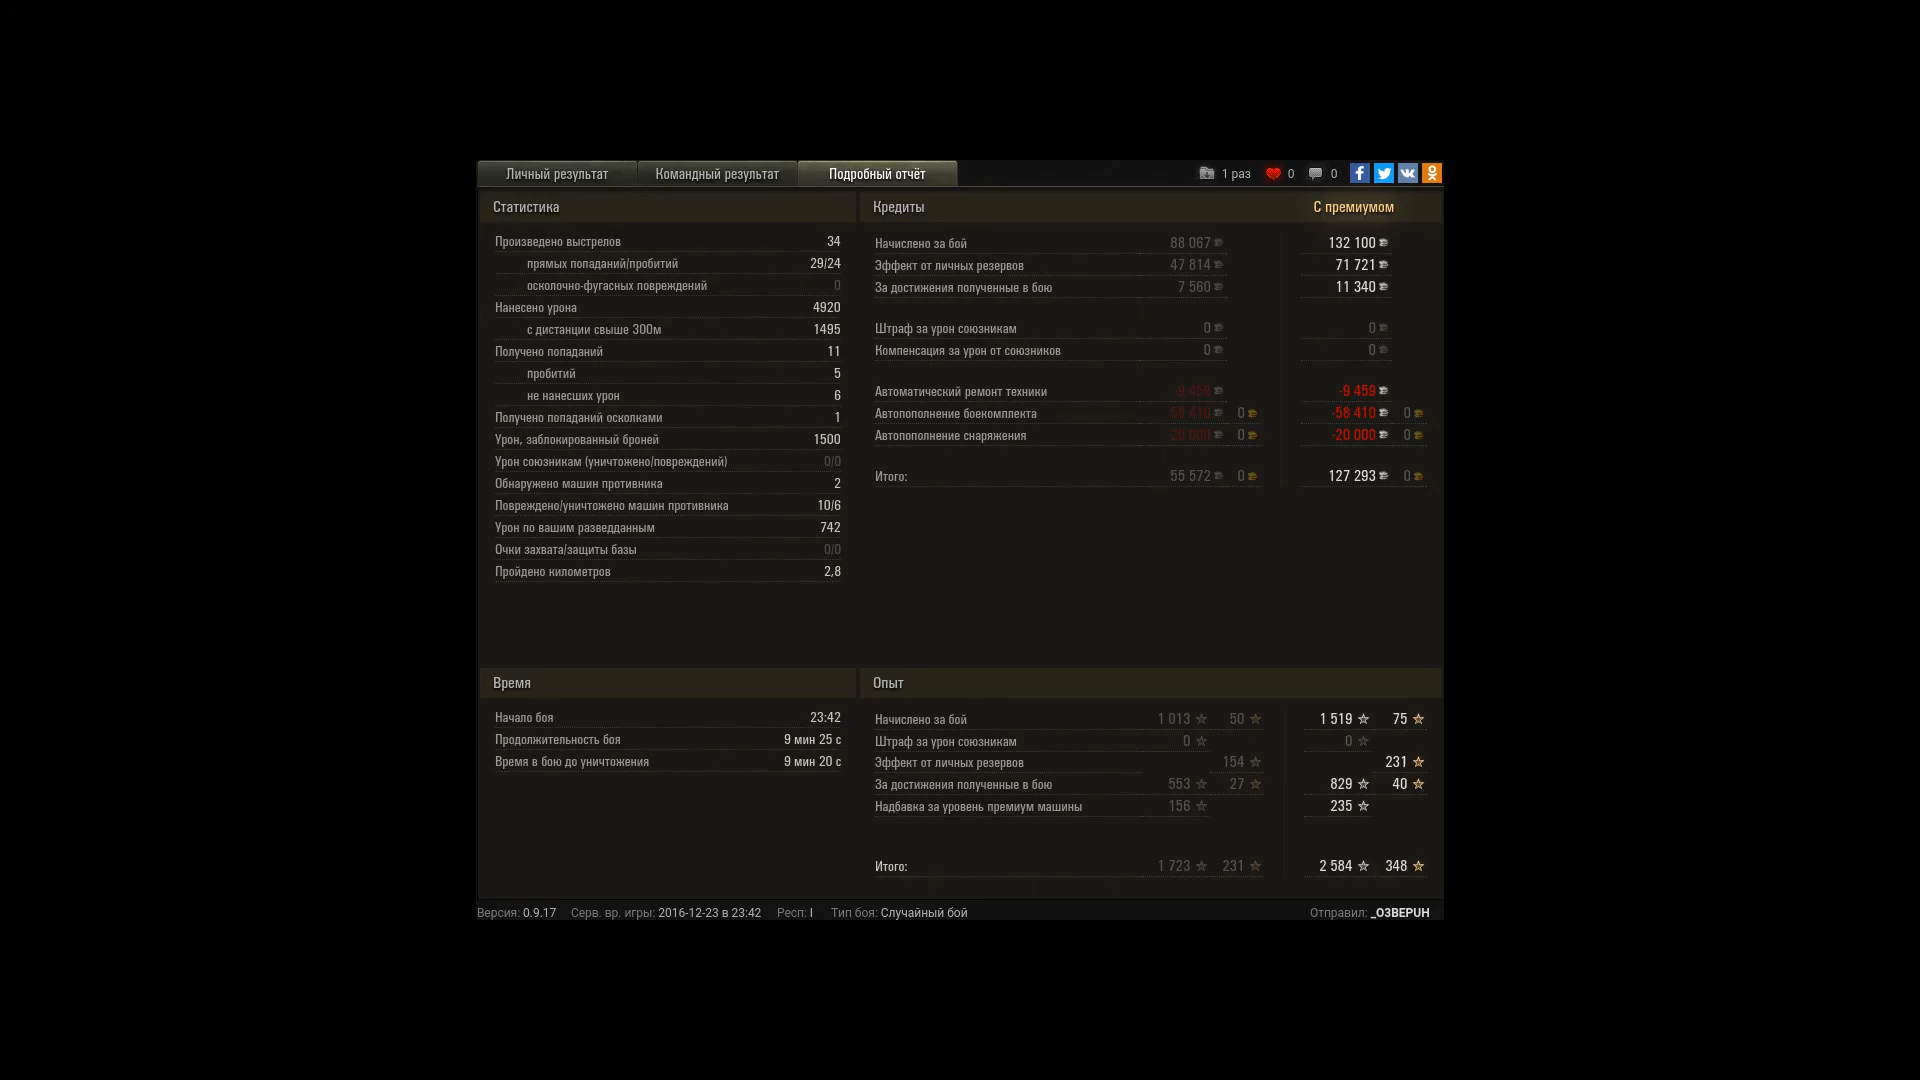 Личный результат Командный результат Подробный отчёт 1 раз 0 0
Статистика
Произведено выстрелов 34
прямых попаданий/пробитий 29/24
осколочно-фугасных повреждений 0
Нанесено урона 4920
с дистанции свыше 300м 1495
Получено попаданий 11
пробитий 5
не нанесших урон 6
Получено попаданий осколками 1
Урон, заблокированный броней 1500
Урон союзникам (уничтожено/повреждений) 0/0
Обнаружено машин противника 2
Повреждено/уничтожено машин противника 10/6
Урон по вашим разведданным 742
Очки захвата/защиты базы 0/0
Пройдено километров 2,8
Кредиты С премиумом
Начислено за бой 88 067 132 100
Эффект от личных резервов 47 814 71 721
За достижения полученные в бою 7 560 11 340
Штраф за урон союзникам 0 0
Компенсация за урон от союзников 0 0
Автоматический ремонт техники -9 459 -9 459
Автопополнение боекомплекта -58 410 0 -58 410 0
Автопополнение снаряжения -20 000 0 -20 000 0
Итого: 55 572 0 127 293 0
Время
Начало боя 23:42
Продолжительность боя 9 мин 25 с
Время в бою до уничтожения 9 мин 20 с
Опыт
Начислено за бой 1 013 50 1 519 75
Штраф за урон союзникам 0 0
Эффект от личных резервов 154 231
За достижения полученные в бою 553 27 829 40
Надбавка за уровень премиум машины 156 235
Итого: 1 723 231 2 584 348
Версия: 0.9.17 Серв. вр. игры: 2016-12-23 в 23:42 Респ: I Тип боя: Случайный бой Отправил: _O3BEPUH